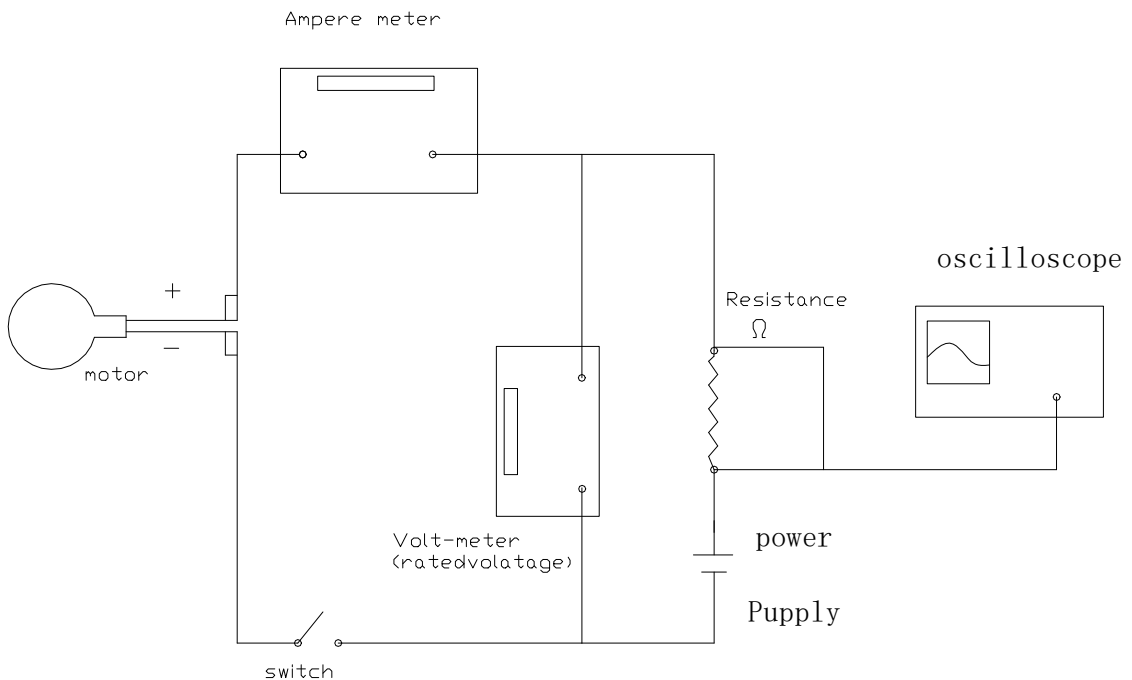 Ampere meter
oscilloscope
+
Resistance
Ω
−
motor
Volt-meter
(ratedvolatage)
power
Pupply
switch